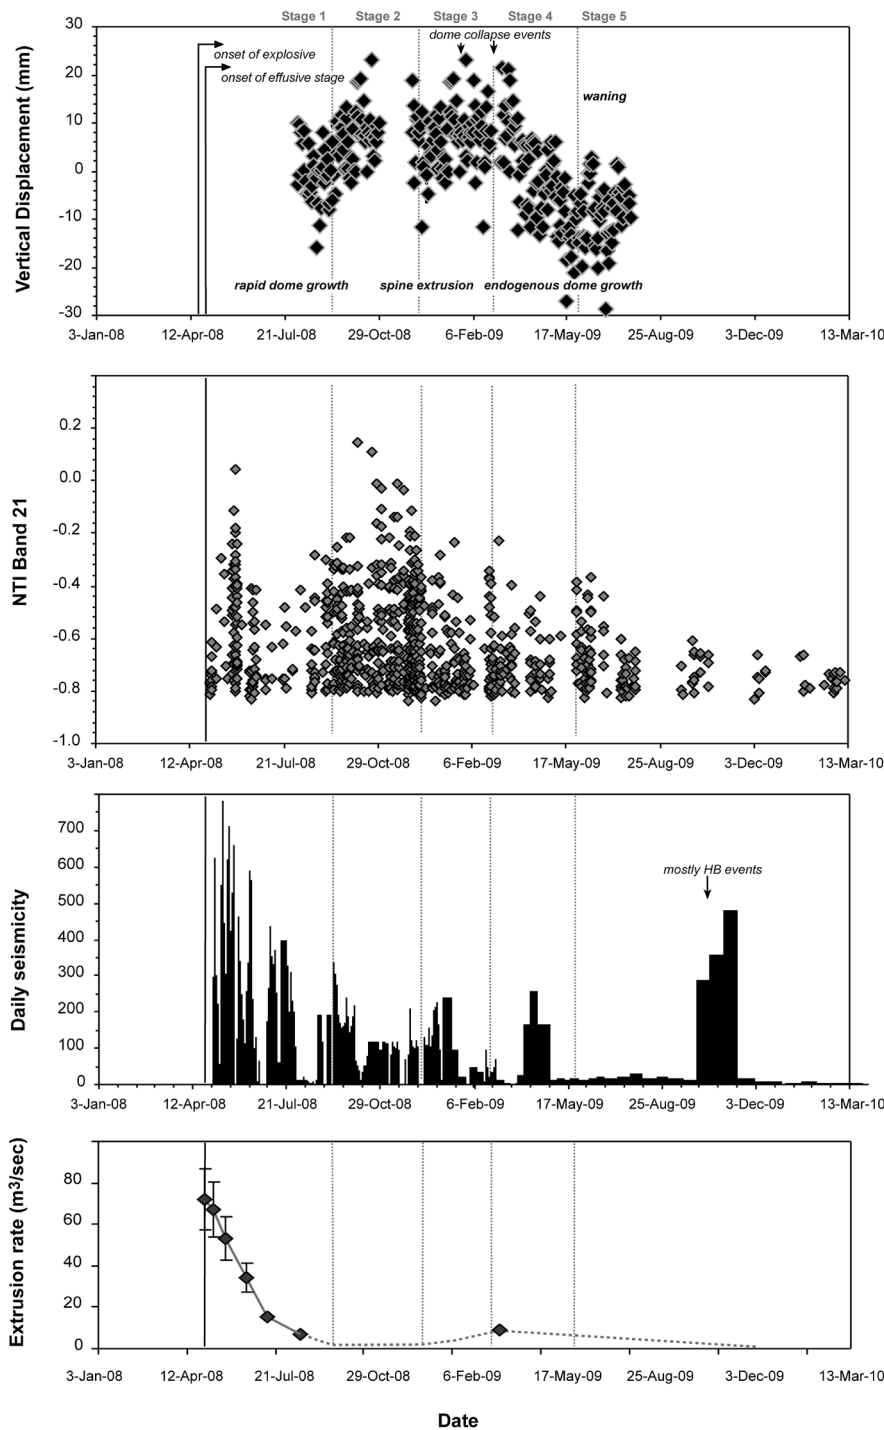 Stage 1 Stage 2 Stage 3 Stage 4 Stage 5
30
20
10
0
-10
-20
-30
Vertical Displacement (mm)
onset of explosive
onset of effusive stage
dome collapse events
waning
rapid dome growth
spine extrusion
endogenous dome growth
3-Jan-08 12-Apr-08 21-Jul-08 29-Oct-08 6-Feb-09 17-May-09 25-Aug-09 3-Dec-09 13-Mar-10
0.2
0.0
-0.2
-0.4
-0.6
-0.8
-1.0
NTI Band 21
3-Jan-08 12-Apr-08 21-Jul-08 29-Oct-08 6-Feb-09 17-May-09 25-Aug-09 3-Dec-09 13-Mar-10
700
600
500
400
300
200
100
0
Daily seismicity
mostly HB events
3-Jan-08 12-Apr-08 21-Jul-08 29-Oct-08 6-Feb-09 17-May-09 25-Aug-09 3-Dec-09 13-Mar-10
80
60
40
20
0
Extrusion rate (m³/sec)
3-Jan-08 12-Apr-08 21-Jul-08 29-Oct-08 6-Feb-09 17-May-09 25-Aug-09 3-Dec-09 13-Mar-10
Date